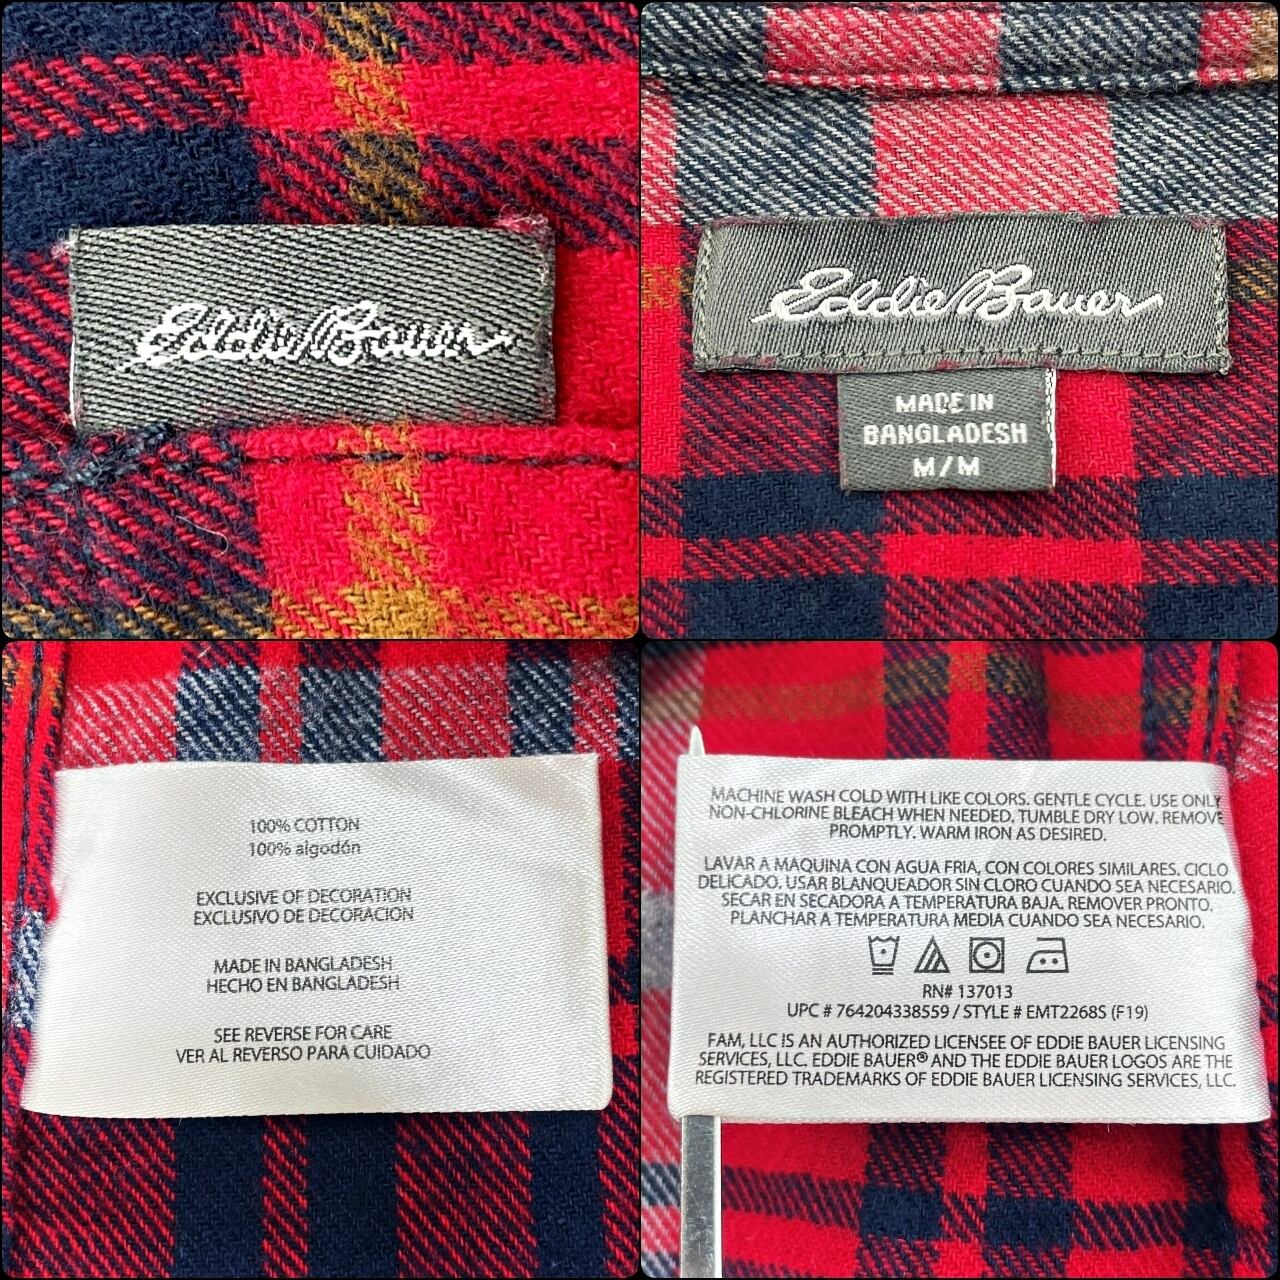 Eddie Bauer
Eddie Bauer
MADE IN
BANGLADESH
M/M
100% COTTON
100% algodón
EXCLUSIVE OF DECORATION
EXCLUSIVO DE DECORACION
MADE IN BANGLADESH
HECHO EN BANGLADESH
SEE REVERSE FOR CARE
VER AL REVERSO PARA CUIDADO
MACHINE WASH COLD WITH LIKE COLORS. GENTLE CYCLE. USE ONLY
NON-CHLORINE BLEACH WHEN NEEDED. TUMBLE DRY LOW. REMOVE
PROMPTLY. WARM IRON AS DESIRED.
LAVAR A MAQUINA CON AGUA FRIA, CON COLORES SIMILARES. CICLO
DELICADO. USAR BLANQUEADOR SIN CLORO CUANDO SEA NECESARIO.
SECAR EN SECADORA A TEMPERATURA BAJA. REMOVER PRONTO.
PLANCHAR A TEMPERATURA MEDIA CUANDO SEA NECESARIO.
RN# 137013
UPC # 764204338559 / STYLE # EMT2268S (F19)
FAM, LLC IS AN AUTHORIZED LICENSEE OF EDDIE BAUER LICENSING
SERVICES, LLC. EDDIE BAUER® AND THE EDDIE BAUER LOGOS ARE THE
REGISTERED TRADEMARKS OF EDDIE BAUER LICENSING SERVICES, LLC.